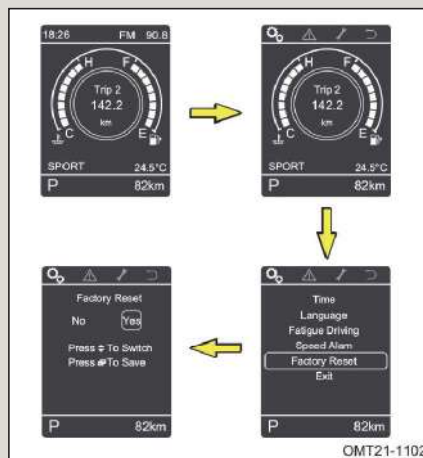 18:26 FM 90.8
H F
Trip 2
142.2
km
C E
SPORT 24.5°C
P 82km
H F
Trip 2
142.2
km
C E
SPORT 24.5°C
P 82km
Factory Reset
No Yes
Press To Switch
Press To Save
P 82km
Time
Language
Fatigue Driving
Speed Alarm
Factory Reset
Exit
P 82km
OMT21-1102